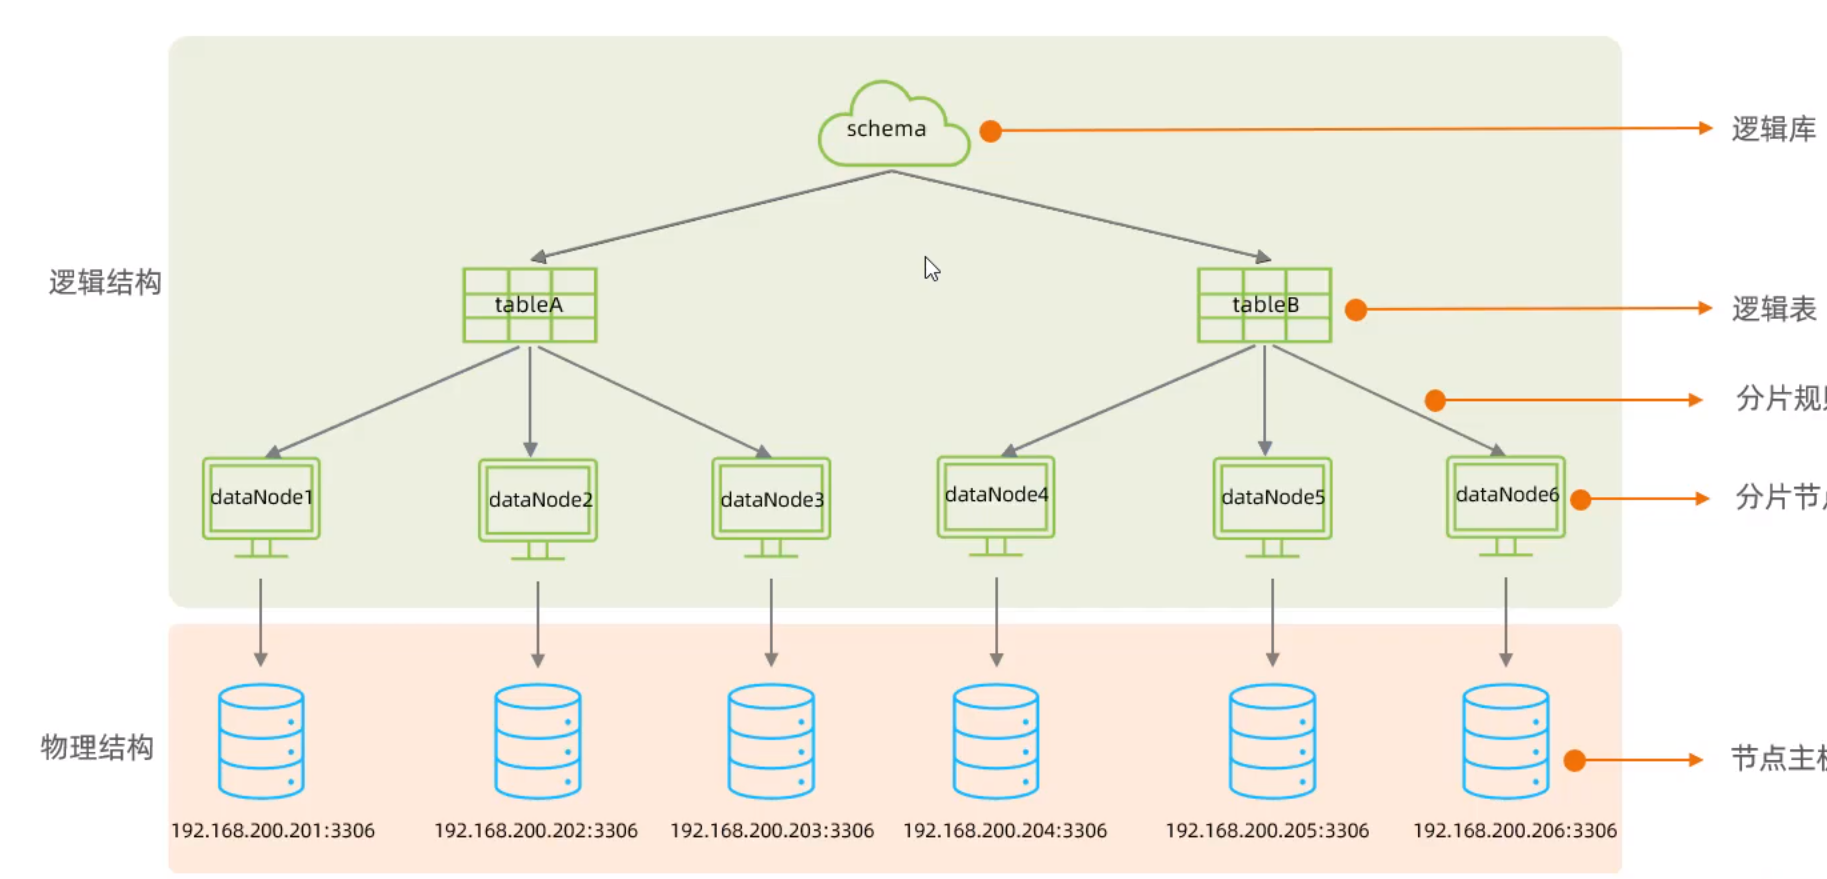 schema
逻辑库
逻辑结构
tableA
tableB
逻辑表
分片规
dataNode1
dataNode2
dataNode3
dataNode4
dataNode5
dataNode6
分片节
物理结构
节点主
192.168.200.201:3306
192.168.200.202:3306
192.168.200.203:3306
192.168.200.204:3306
192.168.200.205:3306
192.168.200.206:3306